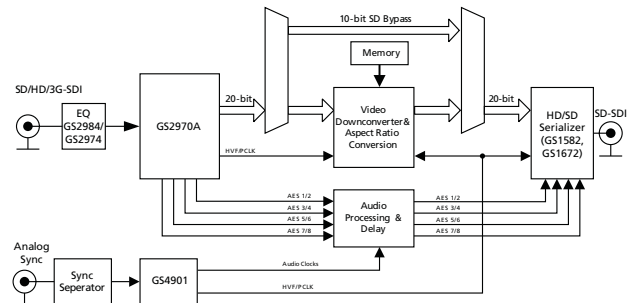 10-bit SD Bypass
Memory
SD/HD/3G-SDI
EQ
GS2984/
GS2974
GS2970A
20-bit
HVF/PCLK
Video
Downconverter&
Aspect Ratio
Conversion
20-bit
HD/SD
Serializer
(GS1582,
GS1672)
SD-SDI
AES 1/2
AES 3/4
AES 5/6
AES 7/8
Audio
Processing &
Delay
AES 1/2
AES 3/4
AES 5/6
AES 7/8
Analog
Sync
Sync
Seperator
GS4901
Audio Clocks
HVF/PCLK